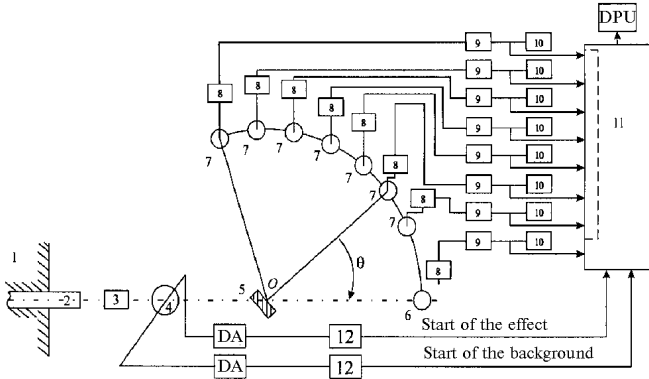 DPU
9 10
9 10
8 8 9 10
8 8 9 10
8 11
9 10
7 7 7 7 8 9 10
7 7 8 9 10
7 8 9 10
1 θ
2 3 4 5 O 6
Start of the effect
DA 12
Start of the background
DA 12